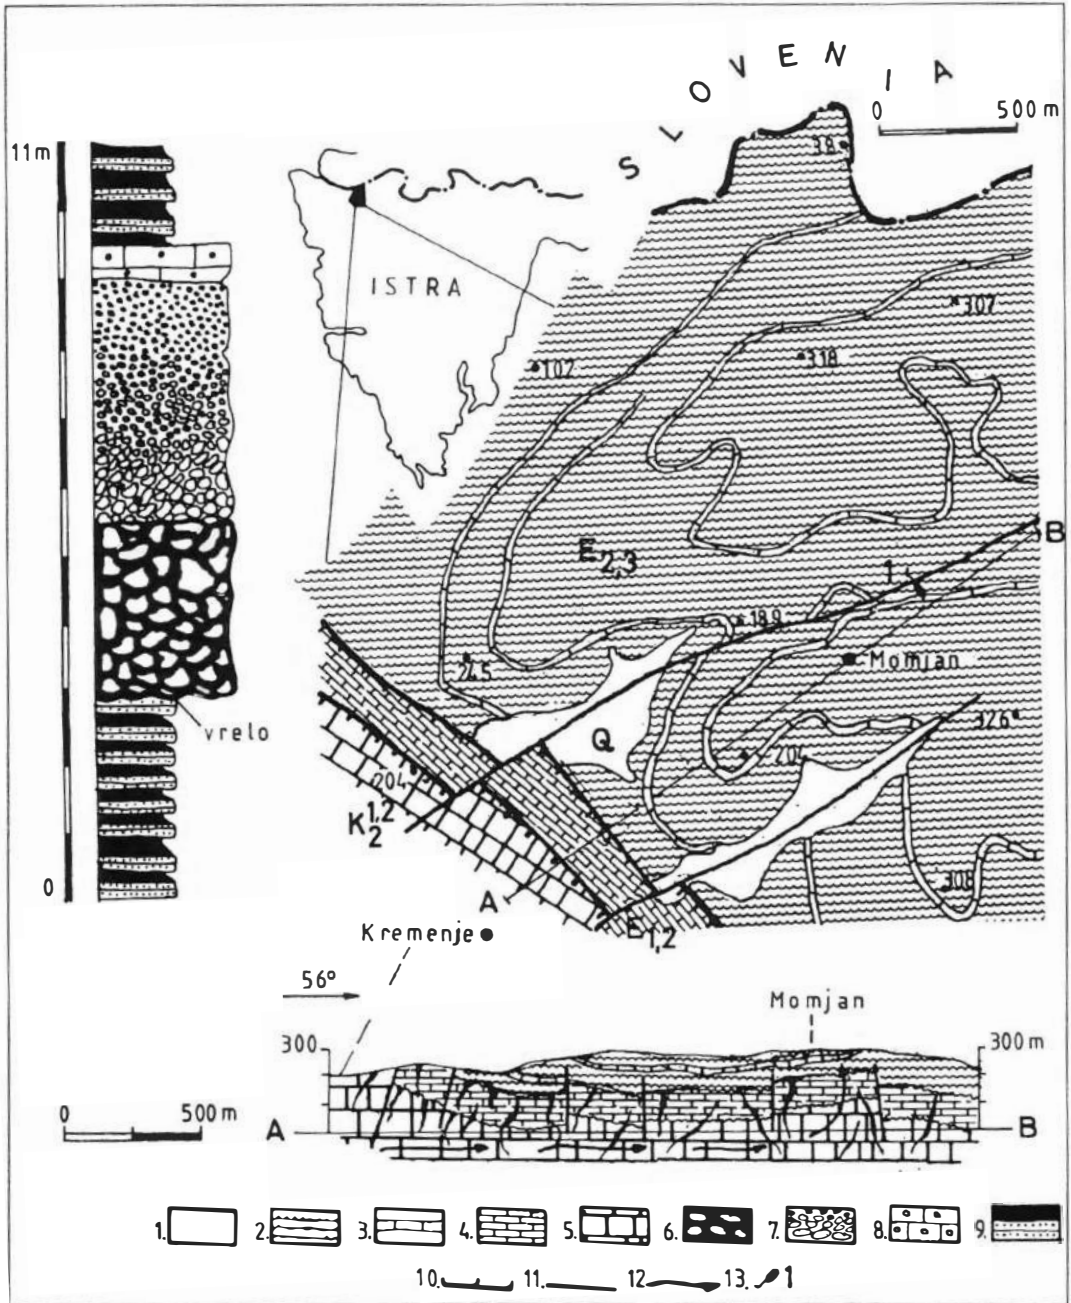 SLOVENIA
0 500 m
11m
38
ISTRA
307
318
102
E2,3
B
1
189
Momjan
245
326
Q
204
204
vrelo
K2 1,2
0
A
308
Kremenje
E1,2
56°
Momjan
300
300 m
0 500 m
A
B
1. 2. 3. 4. 5. 6. 7. 8. 9.
10. 11. 12 13. 1